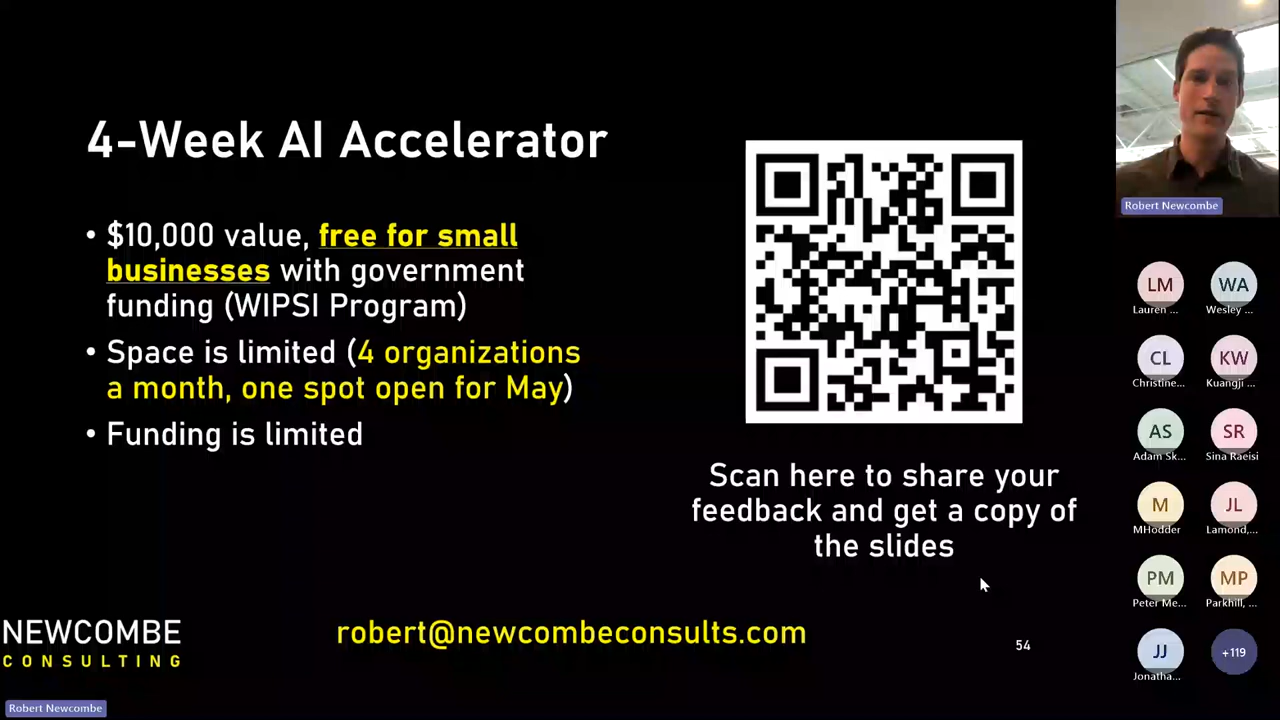 4-Week AI Accelerator
• $10,000 value, free for small
businesses with government
funding (WIPSI Program)
• Space is limited (4 organizations
a month, one spot open for May)
• Funding is limited
Scan here to share your
feedback and get a copy of
the slides
NEWCOMBE
CONSULTING
robert@newcombeconsults.com
54
Robert Newcombe
Robert Newcombe
LM
Lauren ...
WA
Wesley ...
CL
Christine...
KW
Kuangji ...
AS
Adam Sk...
SR
Sina Raeisi
M
MHodder
JL
Lamond,...
PM
Peter Me...
MP
Parkhill, ...
JJ
Jonatha...
+119